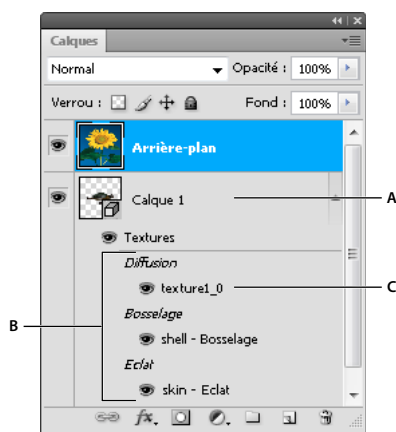 Calques
Normal Opacité : 100%
Verrou : Fond : 100%
Arrière-plan
Calque 1 A
Textures
Diffusion
texture1_0 C
Bosselage
B
shell - Bosselage
Eclat
skin - Eclat
fx.